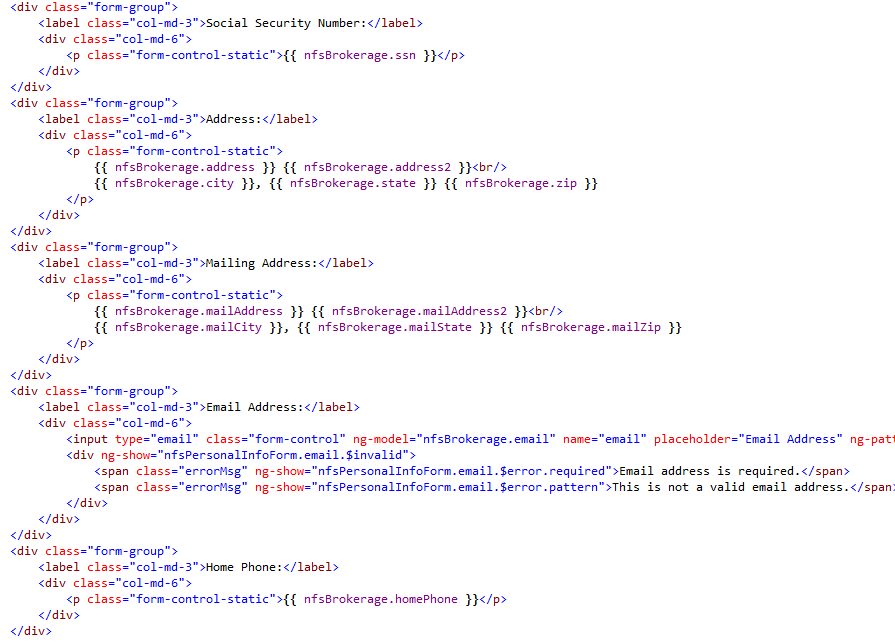 <div class="form-group">
    <label class="col-md-3">Social Security Number:</label>
    <div class="col-md-6">
        <p class="form-control-static">{{ nfsBrokerage.ssn }}</p>
    </div>
</div>
<div class="form-group">
    <label class="col-md-3">Address:</label>
    <div class="col-md-6">
        <p class="form-control-static">
            {{ nfsBrokerage.address }} {{ nfsBrokerage.address2 }}<br/>
            {{ nfsBrokerage.city }}, {{ nfsBrokerage.state }} {{ nfsBrokerage.zip }}
        </p>
    </div>
</div>
<div class="form-group">
    <label class="col-md-3">Mailing Address:</label>
    <div class="col-md-6">
        <p class="form-control-static">
            {{ nfsBrokerage.mailAddress }} {{ nfsBrokerage.mailAddress2 }}<br/>
            {{ nfsBrokerage.mailCity }}, {{ nfsBrokerage.mailState }} {{ nfsBrokerage.mailZip }}
        </p>
    </div>
</div>
<div class="form-group">
    <label class="col-md-3">Email Address:</label>
    <div class="col-md-6">
        <input type="email" class="form-control" ng-model="nfsBrokerage.email" name="email" placeholder="Email Address" ng-pat
        <div ng-show="nfsPersonalInfoForm.email.$invalid">
            <span class="errorMsg" ng-show="nfsPersonalInfoForm.email.$error.required">Email address is required.</span>
            <span class="errorMsg" ng-show="nfsPersonalInfoForm.email.$error.pattern">This is not a valid email address.</span>
        </div>
    </div>
</div>
<div class="form-group">
    <label class="col-md-3">Home Phone:</label>
    <div class="col-md-6">
        <p class="form-control-static">{{ nfsBrokerage.homePhone }}</p>
    </div>
</div>